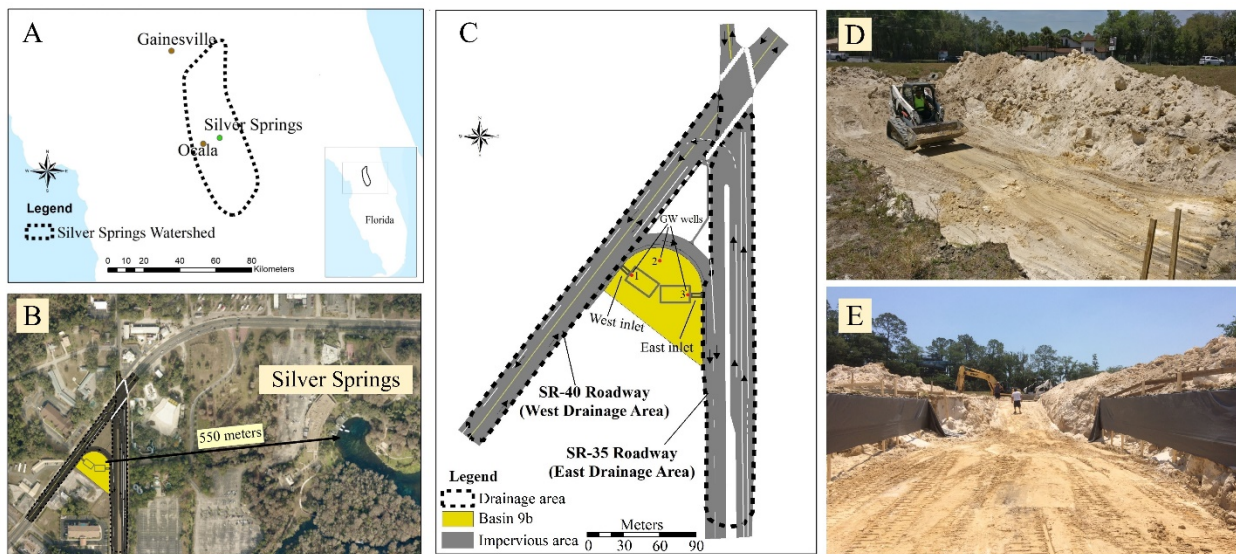 A
Gainesville
Silver Springs
Ocala
N
W
E
S
Legend
Silver Springs Watershed
0 10 20 40 60 80
Kilometers
Florida
B
Silver Springs
550 meters
C
N
W
E
S
GW wells
2
1
3
West inlet
East inlet
SR-40 Roadway
(West Drainage Area)
SR-35 Roadway
(East Drainage Area)
Legend
Drainage area
Basin 9b
Impervious area
Meters
0 30 60 90
D
E